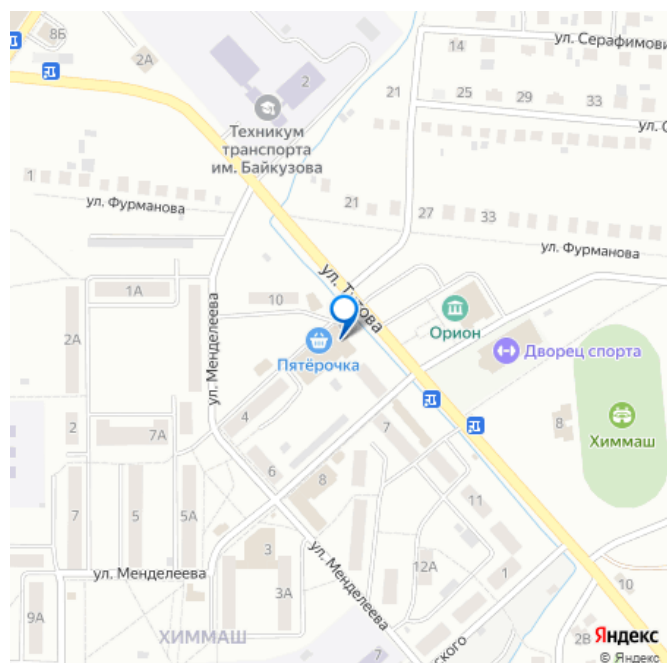 8Б
2А
2
14
ул. Серафимови
21
25
29
33
ул. С
Техникум
транспорта
им. Байкузова
1
ул. Фурманова
21
27
33
ул. Фурманова
1А
10
2А
ул. Менделеева
Орион
Пятёрочка
Дворец спорта
4
2
7А
7
8
Химмаш
6
8
7
5
5А
11
3
12А
ул. Менделеева
ул. Менделеева
1
3А
9А
10
ХИММАШ
ского
2В
7
Яндекс
© Яндекс